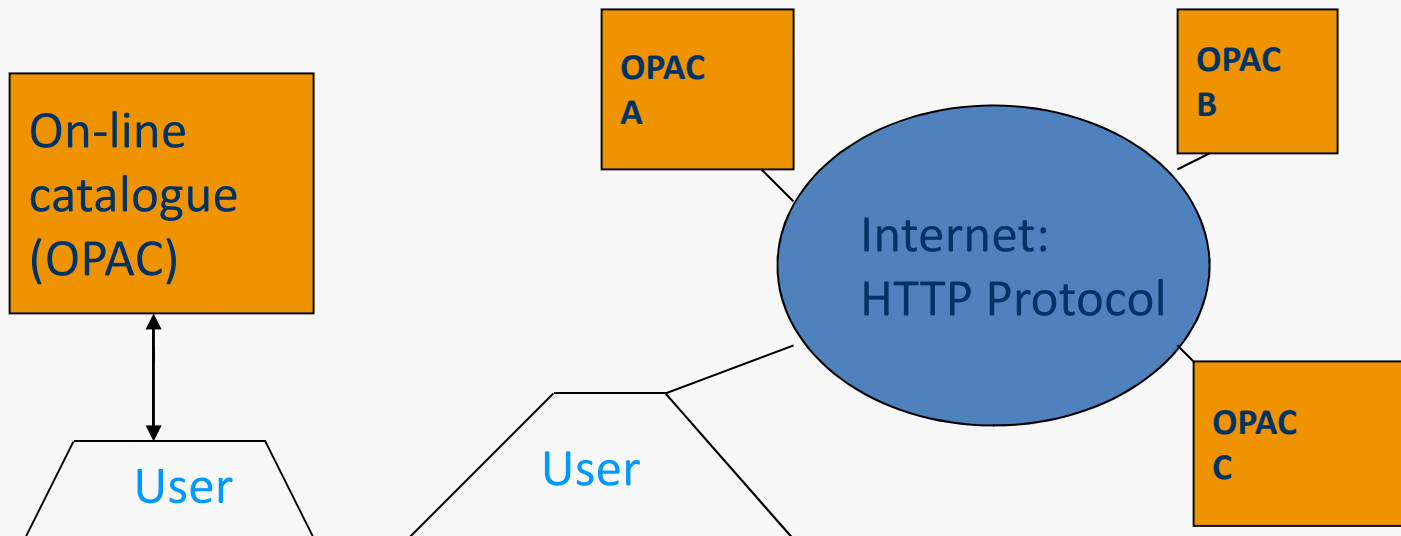 On-line
catalogue
(OPAC)
User
OPAC
A
OPAC
B
Internet:
HTTP Protocol
User
OPAC
C